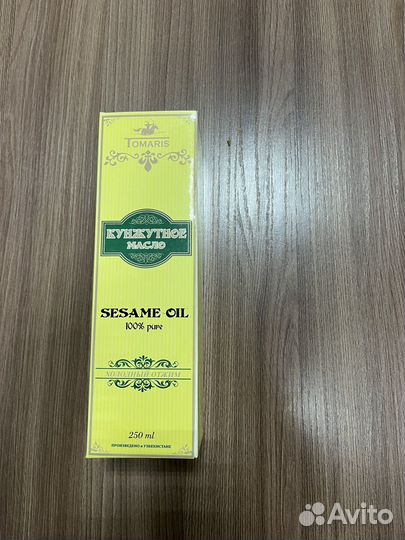 TOMARIS
КУНЖУТНОЕ
МАСЛО
SESAME OIL
100% pure
ХОЛОДНЫЙ ОТЖИМ
250 ml
ПРОИЗВЕДЕНО в УЗБЕКИСТАНЕ
Avito